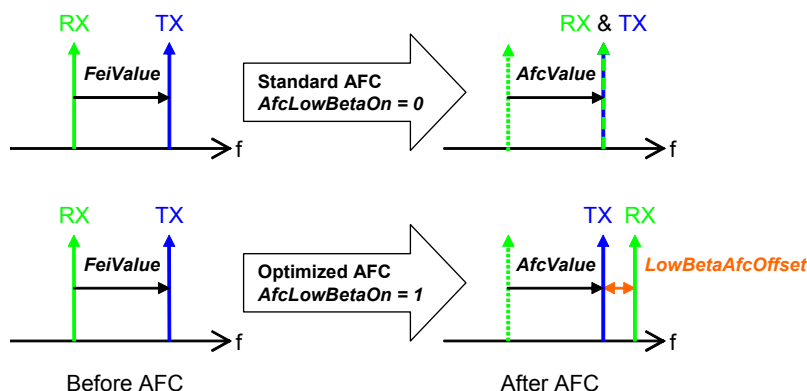 RX TX
FeiValue
Standard AFC
AfcLowBetaOn = 0
RX & TX
AfcValue
f
f
RX TX
FeiValue
Optimized AFC
AfcLowBetaOn = 1
TX RX
AfcValue
LowBetaAfcOffset
f
f
Before AFC
After AFC